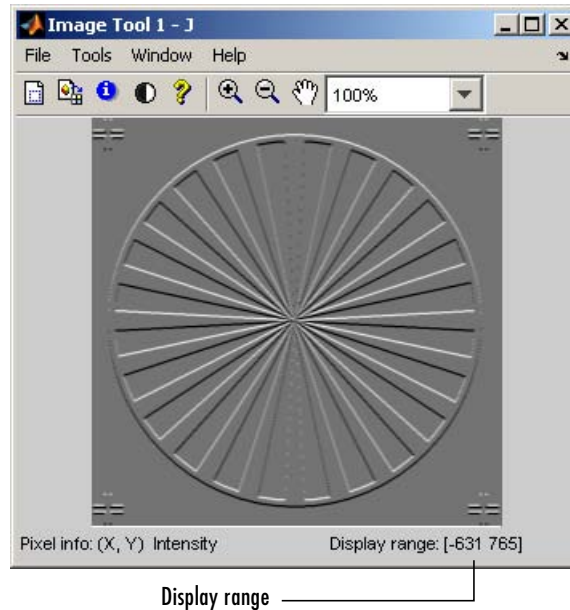 Image Tool 1 - J
File Tools Window Help
100%
Pixel info: (X, Y) Intensity
Display range: [-631 765]
Display range